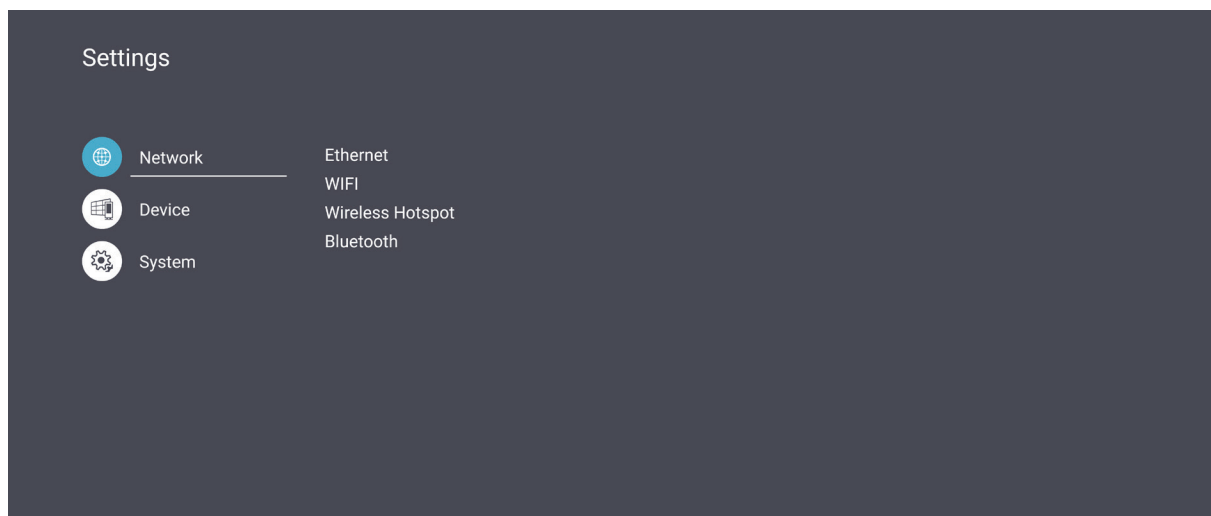 Settings
Network
Device
System
Ethernet
WIFI
Wireless Hotspot
Bluetooth